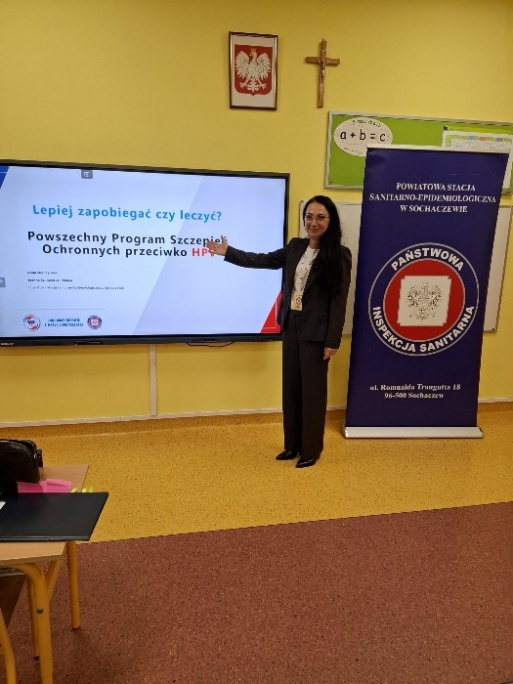 a + b = c
Lepiej zapobiegać czy leczyć?
Powszechny Program Szczepień
Ochronnych przeciwko HPV
POWIATOWA STACJA
SANITARNO-EPIDEMIOLOGICZNA
W SOCHACZEWIE
PAŃSTWOWA
INSPEKCJA SANITARNA
ul. Romualda Traugutta 18
96-500 Sochaczew